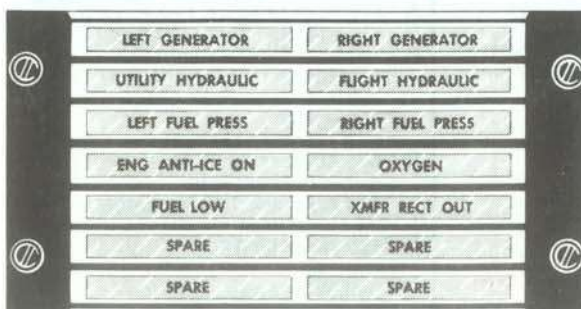 LEFT GENERATOR RIGHT GENERATOR
UTILITY HYDRAULIC FLIGHT HYDRAULIC
LEFT FUEL PRESS RIGHT FUEL PRESS
ENG ANTI-ICE ON OXYGEN
FUEL LOW XMFR RECT OUT
SPARE SPARE
SPARE SPARE